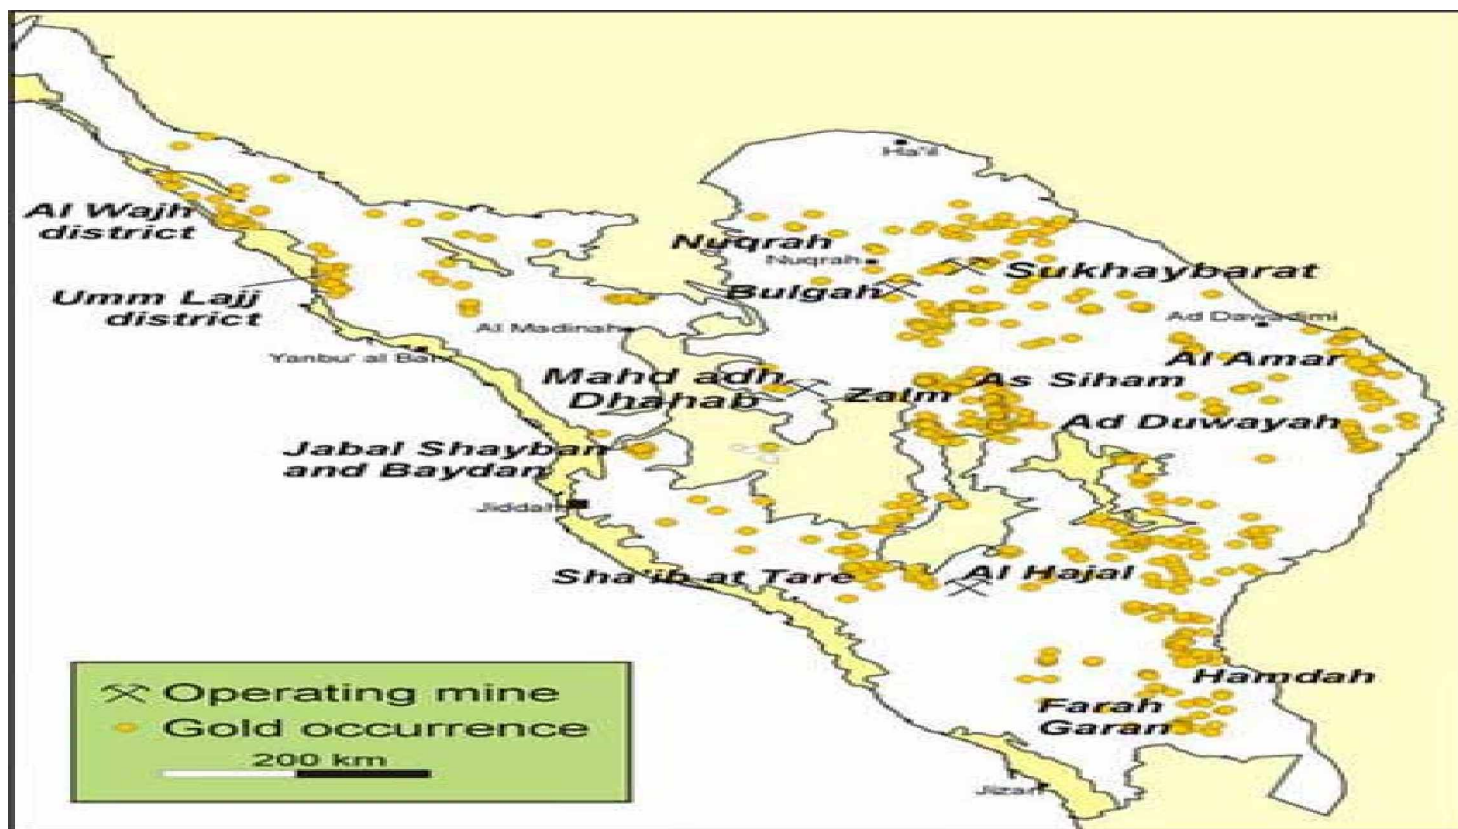 Ha'il
Al Wajh
district
Nuqrah
Nuqrah
Sukhaybarat
Bulgah
Umm Lajj
district
Al Madinah
Ad Dawadimi
Yanbu' al Bahr
Al Amar
Mahd adh
Dhahab
Zalm
As Siham
Ad Duwayah
Jabal Shayban
and Baydan
Jiddah
Sha'ib at Tare
Al Hajal
Hamdah
Farah
Garan
Jizan
Operating mine
Gold occurrence
200 km